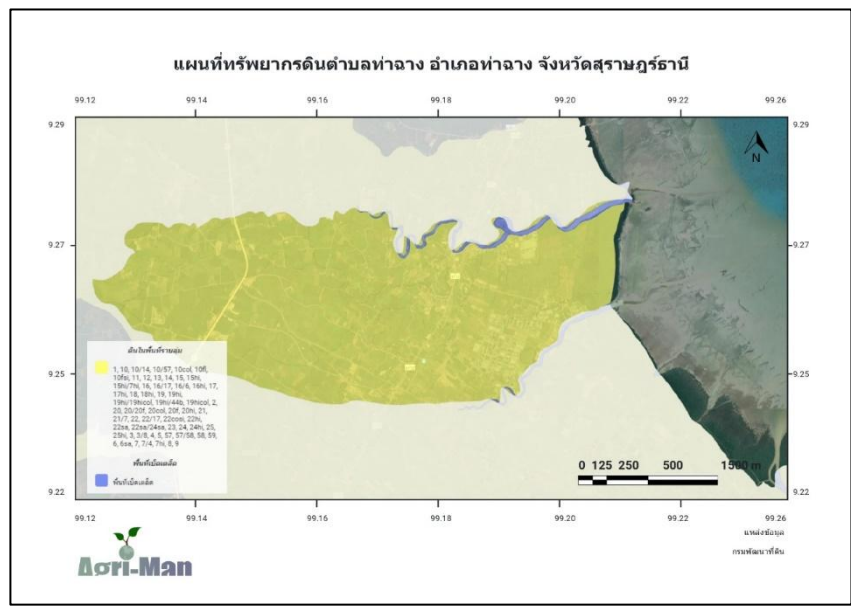 แผนที่ทรัพยากรดินตำบลท่าฉาง อำเภอท่าฉาง จังหวัดสุราษฎร์ธานี
99.12 99.14 99.16 99.18 99.20 99.22 99.26
9.29 9.29
N
9.27 9.27
9.25 9.25
ดินในพื้นที่ราบลุ่ม
1, 10, 10/14, 10/57, 10col, 10fl,
10fsi, 11, 12, 13, 14, 15, 15hi,
15hi/7hi, 16, 16/17, 16/6, 16hi, 17,
17hi, 18, 18hi, 19, 19hi,
19hi/19hicol, 19hi/44b, 19hicol, 2,
20, 20/20f, 20col, 20f, 20hi, 21,
21/7, 22, 22/17, 22coni, 22hi,
22sa, 22sa/24sa, 23, 24, 24hi, 25,
25hi, 3, 3/8, 4, 5, 57, 57/58, 58, 59,
6, 6sa, 7, 7/4, 7hi, 8, 9
พื้นที่เบ็ดเตล็ด
พื้นที่เบ็ดเตล็ด
0 125 250 500 1500 m
9.22 9.22
99.12 99.14 99.16 99.18 99.20 99.22 99.26
แหล่งข้อมูล
กรมพัฒนาที่ดิน
Agri-Man